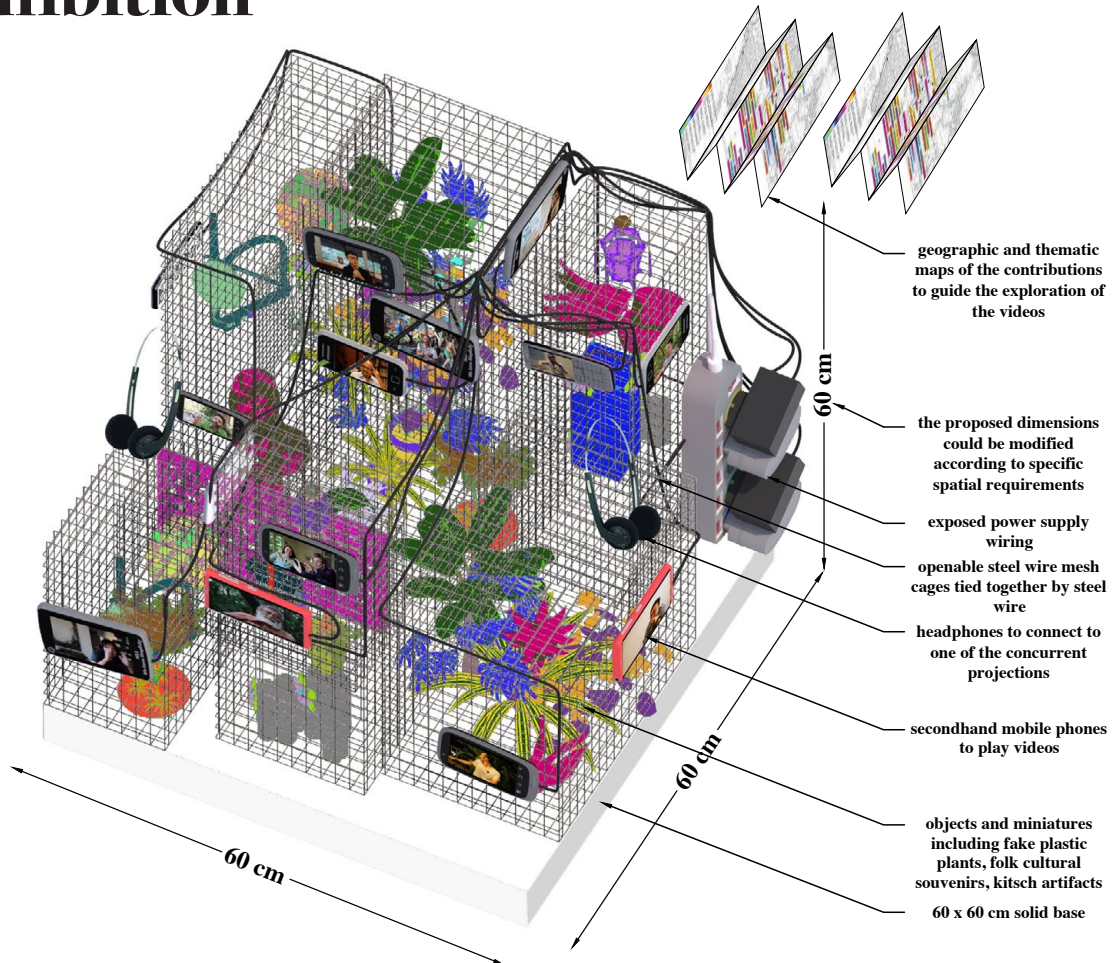 geographic and thematic
maps of the contributions
to guide the exploration of
the videos
60 cm
the proposed dimensions
could be modified
according to specific
spatial requirements
exposed power supply
wiring
openable steel wire mesh
cages tied together by steel
wire
headphones to connect to
one of the concurrent
projections
secondhand mobile phones
to play videos
60 cm
objects and miniatures
including fake plastic
plants, folk cultural
souvenirs, kitsch artifacts
60 cm
60 x 60 cm solid base